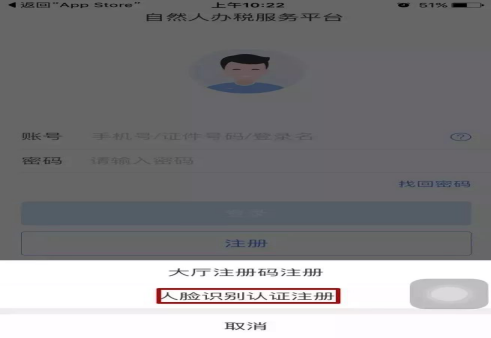 返回"App Store" 上午10:22 51%
自然人办税服务平台
账号 手机号/证件号码/登录名
密码 请输入密码
找回密码
登录
注册
大厅注册码注册
人脸识别认证注册
取消